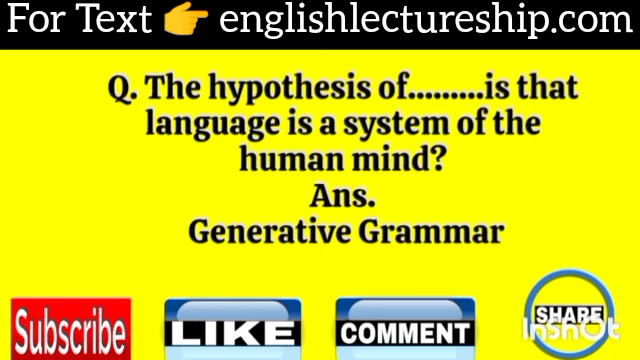 For Text 👉 englishlectureship.com
Q. The hypothesis of.........is that
language is a system of the
human mind?
Ans.
Generative Grammar
Subscribe
LIKE
COMMENT
SHARE
InShOt